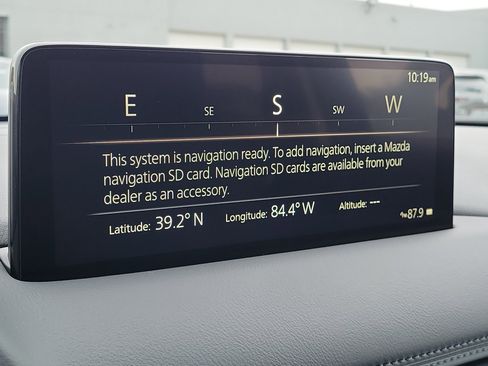 10:19am
E SE S SW W
This system is navigation ready. To add navigation, insert a Mazda
navigation SD card. Navigation SD cards are available from your
dealer as an accessory.
Latitude: 39.2° N Longitude: 84.4° W Altitude: ---
87.9